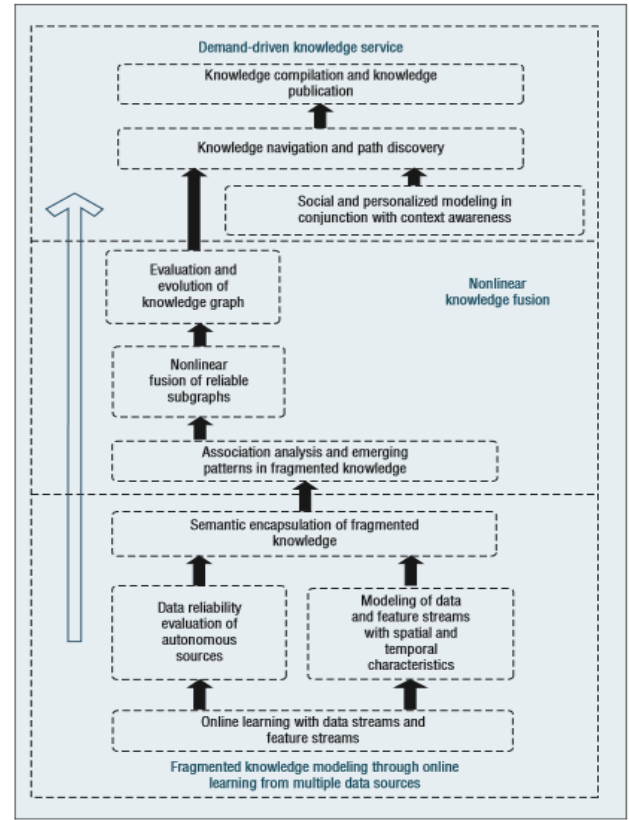 Demand-driven knowledge service
Knowledge compilation and knowledge
publication
Knowledge navigation and path discovery
Social and personalized modeling in
conjunction with context awareness
Evaluation and
evolution of
knowledge graph
Nonlinear
knowledge fusion
Nonlinear
fusion of reliable
subgraphs
Association analysis and emerging
patterns in fragmented knowledge
Semantic encapsulation of fragmented
knowledge
Data reliability
evaluation of
autonomous
sources
Modeling of data
and feature streams
with spatial and
temporal
characteristics
Online learning with data streams and
feature streams
Fragmented knowledge modeling through online
learning from multiple data sources